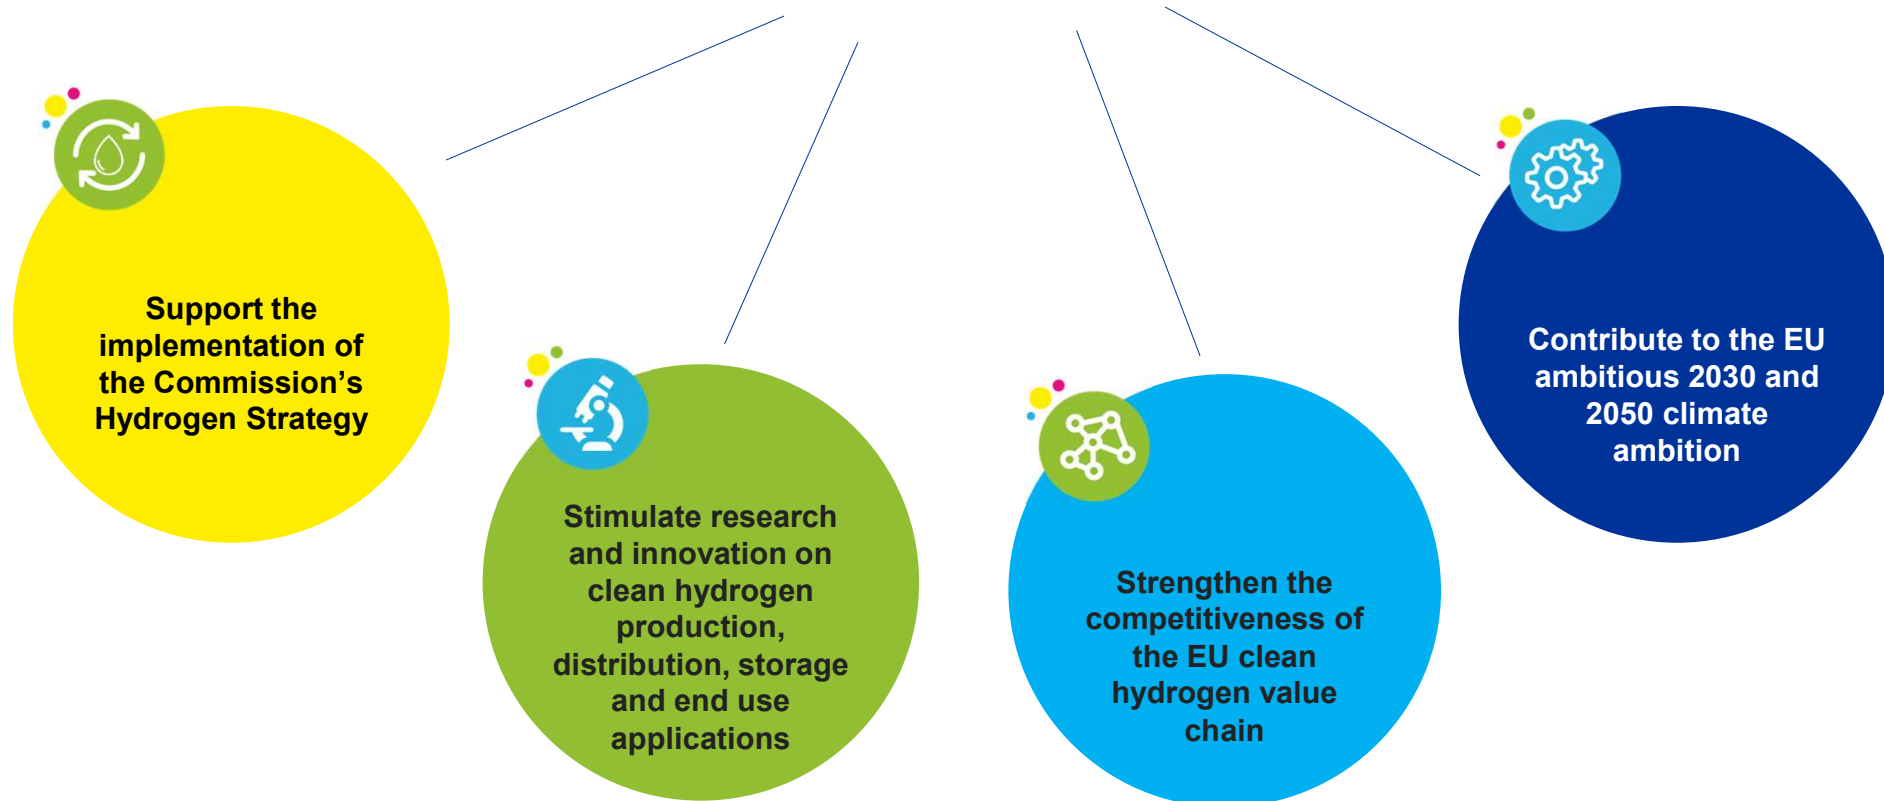 Support the
implementation of
the Commission’s
Hydrogen Strategy
Stimulate research
and innovation on
clean hydrogen
production,
distribution, storage
and end use
applications
Strengthen the
competitiveness of
the EU clean
hydrogen value
chain
Contribute to the EU
ambitious 2030 and
2050 climate
ambition